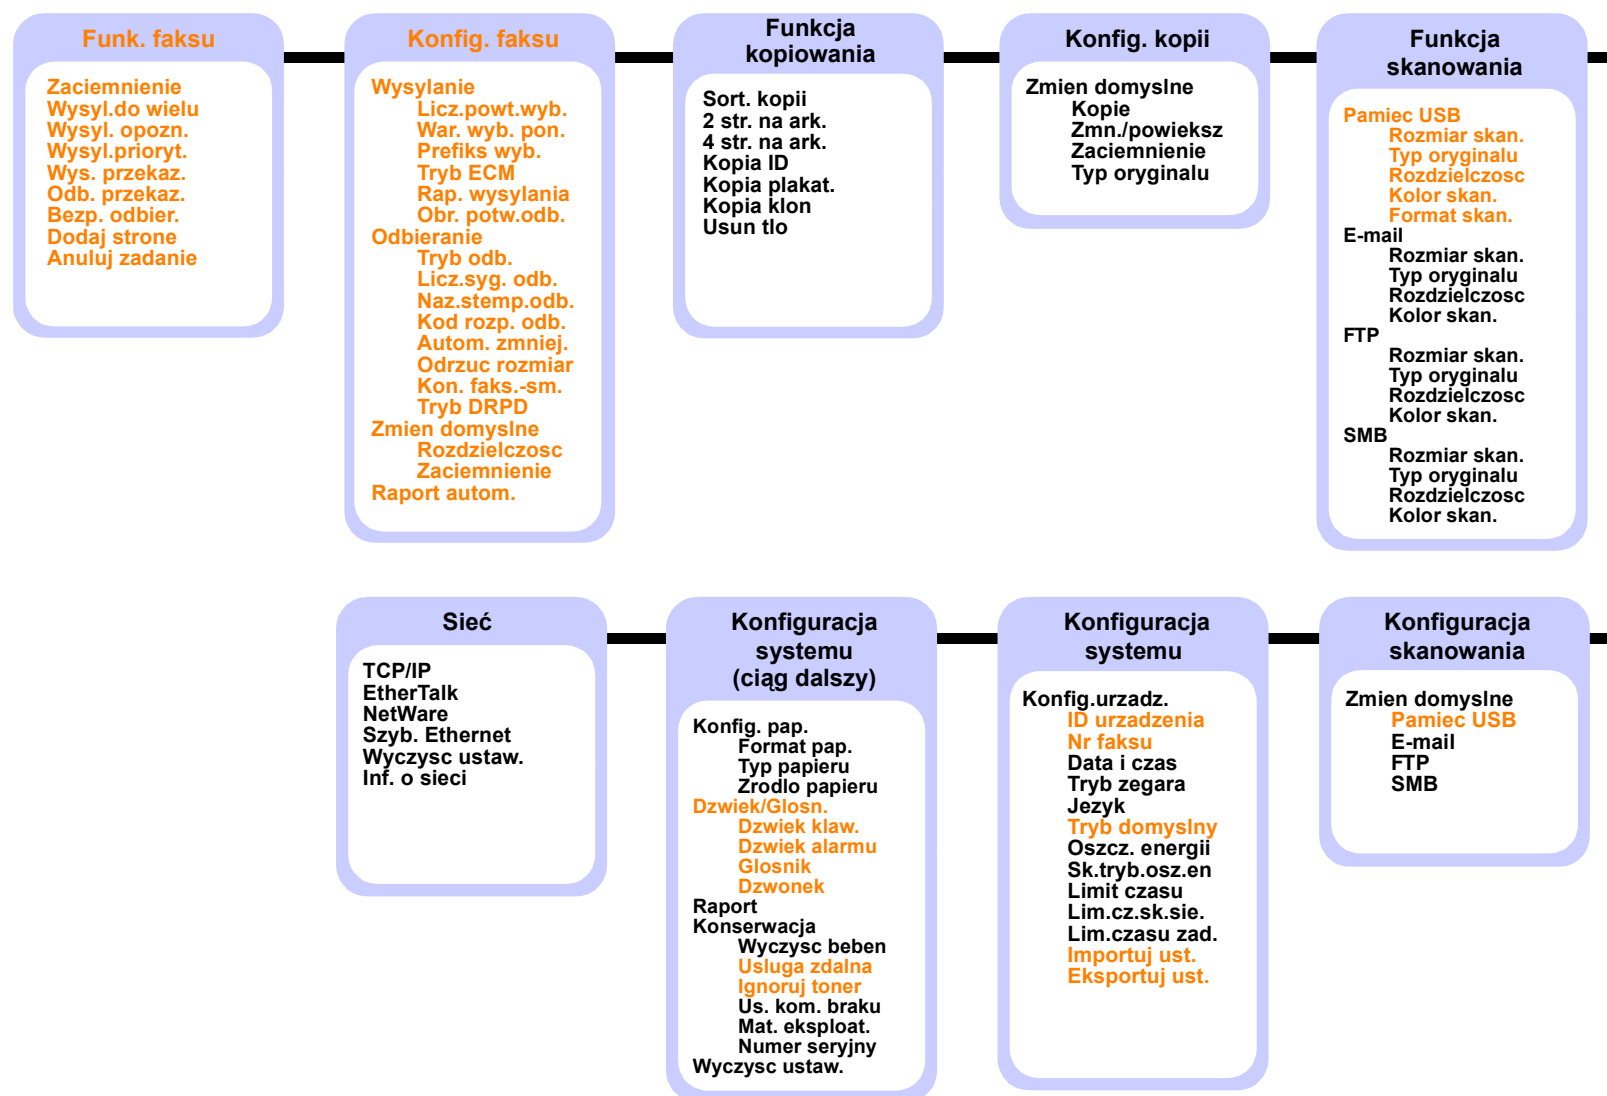 Funk. faksu
Zaciemnienie
Wysyl.do wielu
Wysyl. opozn.
Wysyl.prioryt.
Wys. przekaz.
Odb. przekaz.
Bezp. odbier.
Dodaj strone
Anuluj zadanie
Konfig. faksu
Wysylanie
Licz.powt.wyb.
War. wyb. pon.
Prefiks wyb.
Tryb ECM
Rap. wysylania
Obr. potw.odb.
Odbieranie
Tryb odb.
Licz.syg. odb.
Naz.stemp.odb.
Kod rozp. odb.
Autom. zmniej.
Odrzuc rozmiar
Kon. faks.-sm.
Tryb DRPD
Zmien domyslne
Rozdzielczosc
Zaciemnienie
Raport autom.
Funkcja
kopiowania
Sort. kopii
2 str. na ark.
4 str. na ark.
Kopia ID
Kopia plakat.
Kopia klon
Usun tlo
Konfig. kopii
Zmien domyslne
Kopie
Zmn./powieksz
Zaciemnienie
Typ oryginalu
Funkcja
skanowania
Pamiec USB
Rozmiar skan.
Typ oryginalu
Rozdzielczosc
Kolor skan.
Format skan.
E-mail
Rozmiar skan.
Typ oryginalu
Rozdzielczosc
Kolor skan.
FTP
Rozmiar skan.
Typ oryginalu
Rozdzielczosc
Kolor skan.
SMB
Rozmiar skan.
Typ oryginalu
Rozdzielczosc
Kolor skan.
Sieć
TCP/IP
EtherTalk
NetWare
Szyb. Ethernet
Wyczysc ustaw.
Inf. o sieci
Konfiguracja
systemu
(ciąg dalszy)
Konfig. pap.
Format pap.
Typ papieru
Zrodlo papieru
Dzwiek/Glosn.
Dzwiek klaw.
Dzwiek alarmu
Glosnik
Dzwonek
Raport
Konserwacja
Wyczysc beben
Usluga zdalna
Ignoruj toner
Us. kom. braku
Mat. eksploat.
Numer seryjny
Wyczysc ustaw.
Konfiguracja
systemu
Konfig.urzadz.
ID urzadzenia
Nr faksu
Data i czas
Tryb zegara
Jezyk
Tryb domyslny
Oszcz. energii
Sk.tryb.osz.en
Limit czasu
Lim.cz.sk.sie.
Lim.czasu zad.
Importuj ust.
Eksportuj ust.
Konfiguracja
skanowania
Zmien domyslne
Pamiec USB
E-mail
FTP
SMB